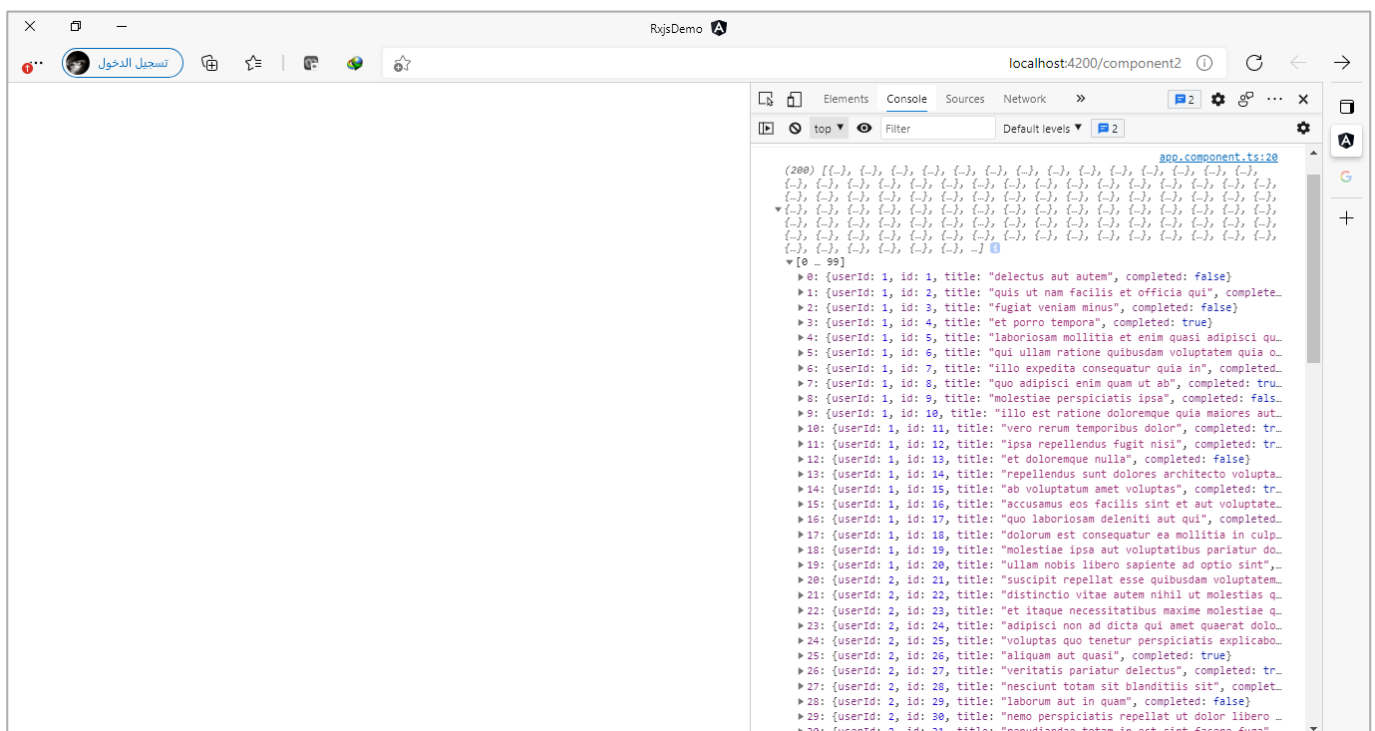 RxjsDemo
تسجيل الدخول
localhost:4200/component2
Elements Console Sources Network » 2
top ▼ Filter Default levels ▼ 2
app.component.ts:20
(200) [{…}, {…}, {…}, {…}, {…}, {…}, {…}, {…}, {…}, {…}, {…}, {…}, {…}, {…},
{…}, {…}, {…}, {…}, {…}, {…}, {…}, {…}, {…}, {…}, {…}, {…}, {…}, {…}, {…}, {…},
{…}, {…}, {…}, {…}, {…}, {…}, {…}, {…}, {…}, {…}, {…}, {…}, {…}, {…}, {…}, {…},
▼{…}, {…}, {…}, {…}, {…}, {…}, {…}, {…}, {…}, {…}, {…}, {…}, {…}, {…}, {…}, {…},
{…}, {…}, {…}, {…}, {…}, {…}, {…}, {…}, {…}, {…}, {…}, {…}, {…}, {…}, {…}, {…},
{…}, {…}, {…}, {…}, {…}, {…}, {…}, {…}, {…}, {…}, {…}, {…}, {…}, {…}, {…}, {…},
{…}, {…}, {…}, {…}, {…}, {…}, …] i
▼[0 … 99]
▶0: {userId: 1, id: 1, title: "delectus aut autem", completed: false}
▶1: {userId: 1, id: 2, title: "quis ut nam facilis et officia qui", complete…
▶2: {userId: 1, id: 3, title: "fugiat veniam minus", completed: false}
▶3: {userId: 1, id: 4, title: "et porro tempora", completed: true}
▶4: {userId: 1, id: 5, title: "laboriosam mollitia et enim quasi adipisci qu…
▶5: {userId: 1, id: 6, title: "qui ullam ratione quibusdam voluptatem quia o…
▶6: {userId: 1, id: 7, title: "illo expedita consequatur quia in", completed…
▶7: {userId: 1, id: 8, title: "quo adipisci enim quam ut ab", completed: tru…
▶8: {userId: 1, id: 9, title: "molestiae perspiciatis ipsa", completed: fals…
▶9: {userId: 1, id: 10, title: "illo est ratione doloremque quia maiores aut…
▶10: {userId: 1, id: 11, title: "vero rerum temporibus dolor", completed: tr…
▶11: {userId: 1, id: 12, title: "ipsa repellendus fugit nisi", completed: tr…
▶12: {userId: 1, id: 13, title: "et doloremque nulla", completed: false}
▶13: {userId: 1, id: 14, title: "repellendus sunt dolores architecto volupta…
▶14: {userId: 1, id: 15, title: "ab voluptatum amet voluptas", completed: tr…
▶15: {userId: 1, id: 16, title: "accusamus eos facilis sint et aut voluptate…
▶16: {userId: 1, id: 17, title: "quo laboriosam deleniti aut qui", completed…
▶17: {userId: 1, id: 18, title: "dolorum est consequatur ea mollitia in culp…
▶18: {userId: 1, id: 19, title: "molestiae ipsa aut voluptatibus pariatur do…
▶19: {userId: 1, id: 20, title: "ullam nobis libero sapiente ad optio sint",…
▶20: {userId: 2, id: 21, title: "suscipit repellat esse quibusdam voluptatem…
▶21: {userId: 2, id: 22, title: "distinctio vitae autem nihil ut molestias q…
▶22: {userId: 2, id: 23, title: "et itaque necessitatibus maxime molestiae q…
▶23: {userId: 2, id: 24, title: "adipisci non ad dicta qui amet quaerat dolo…
▶24: {userId: 2, id: 25, title: "voluptas quo tenetur perspiciatis explicabo…
▶25: {userId: 2, id: 26, title: "aliquam aut quasi", completed: true}
▶26: {userId: 2, id: 27, title: "veritatis pariatur delectus", completed: tr…
▶27: {userId: 2, id: 28, title: "nesciunt totam sit blanditiis sit", complet…
▶28: {userId: 2, id: 29, title: "laborum aut in quam", completed: false}
▶29: {userId: 2, id: 30, title: "nemo perspiciatis repellat ut dolor libero …
▶30: {userId: 2, id: 31, title: "repudiandae totam in est sint facere fuga"